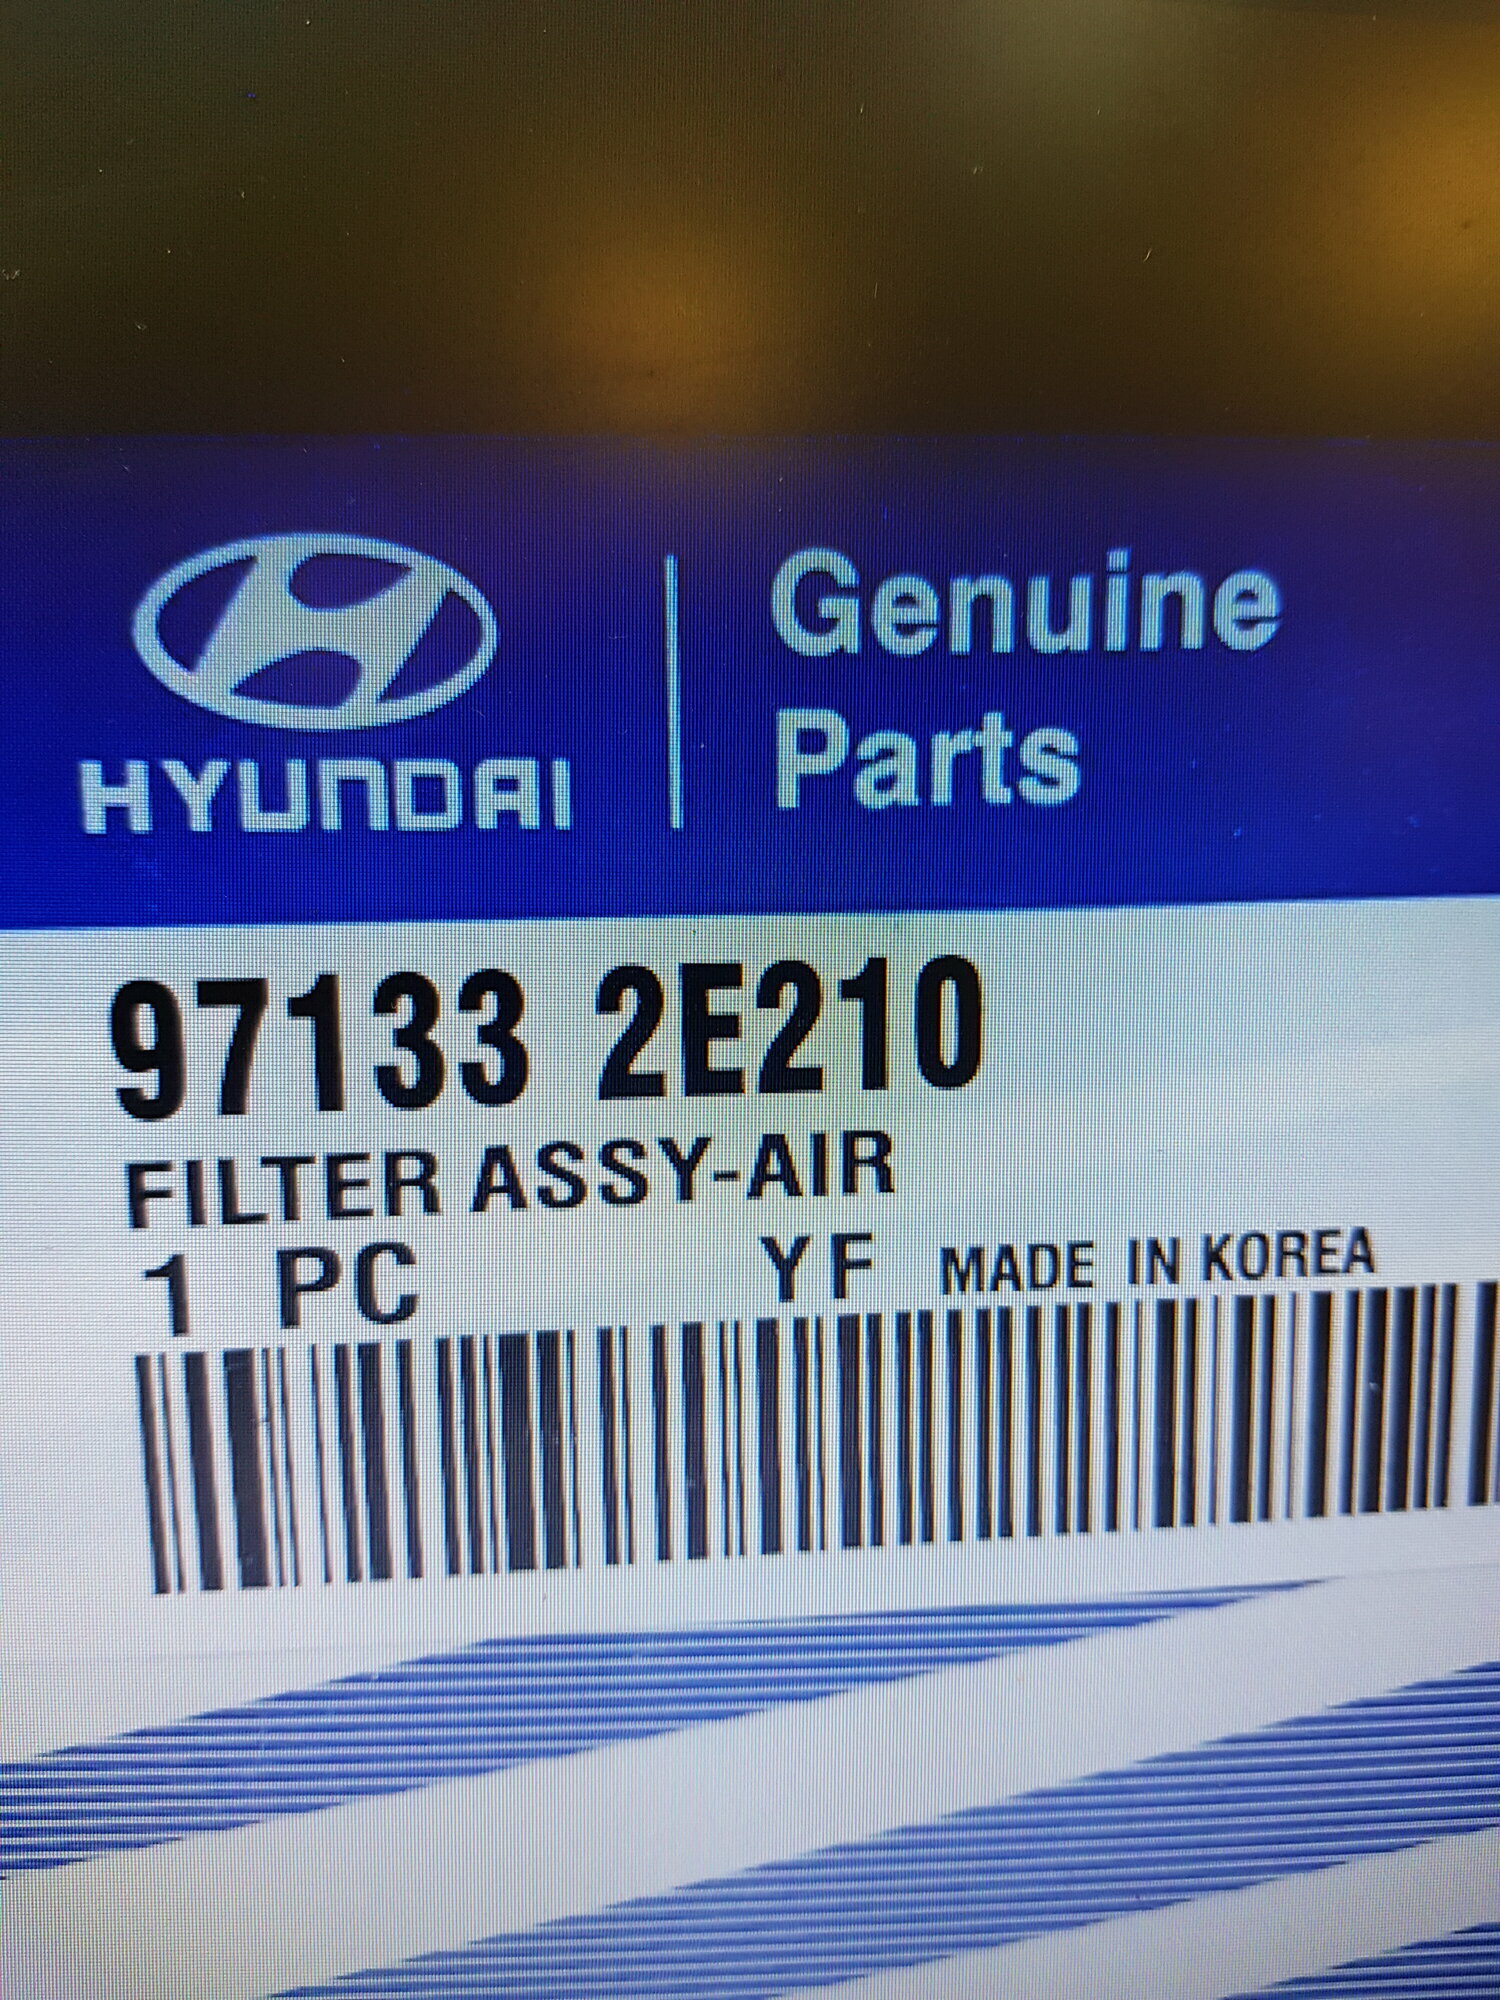 HYUNDAI
Genuine
Parts
97133 2E210
FILTER ASSY-AIR
1 PC YF MADE IN KOREA